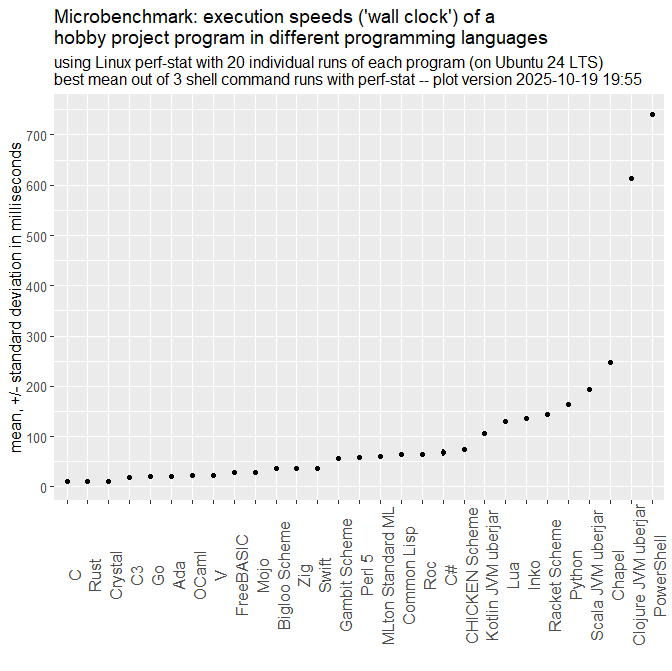 Microbenchmark: execution speeds ('wall clock') of a
hobby project program in different programming languages
using Linux perf-stat with 20 individual runs of each program (on Ubuntu 24 LTS)
best mean out of 3 shell command runs with perf-stat -- plot version 2025-10-19 19:55
mean, +/- standard deviation in milliseconds
700
600
500
400
300
200
100
0
C
Rust
Crystal
C3
Go
Ada
OCaml
V
FreeBASIC
Mojo
Bigloo Scheme
Zig
Swift
Gambit Scheme
Perl 5
MLton Standard ML
Common Lisp
Roc
C#
CHICKEN Scheme
Kotlin JVM uberjar
Lua
Inko
Racket Scheme
Python
Scala JVM uberjar
Chapel
Clojure JVM uberjar
PowerShell